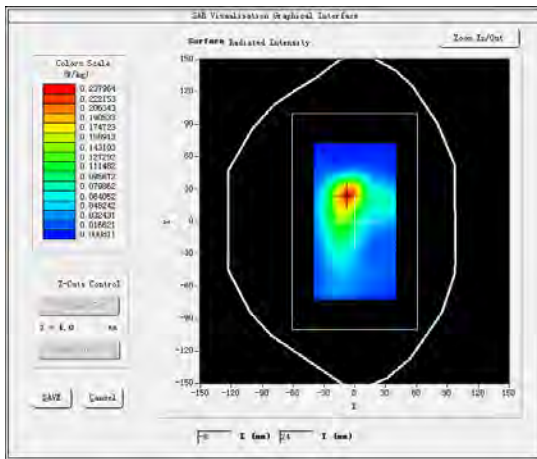 SAR Visualisation Graphical Interface
Surface Radiated Intensity
Zoom In/Out
Colors Scale
(W/kg)
0.237964
0.222153
0.206343
0.190533
0.174723
0.158913
0.143103
0.127292
0.111482
0.095672
0.079862
0.064052
0.048242
0.032431
0.016621
0.000811
150
120
90
60
30
0
-30
-60
-90
-120
-150
Y
-150 -120 -90 -60 -30 0 30 60 90 120 150
X
Z-Cuts Control
mm
SAVE Cancel
X (mm) 24 Y (mm)